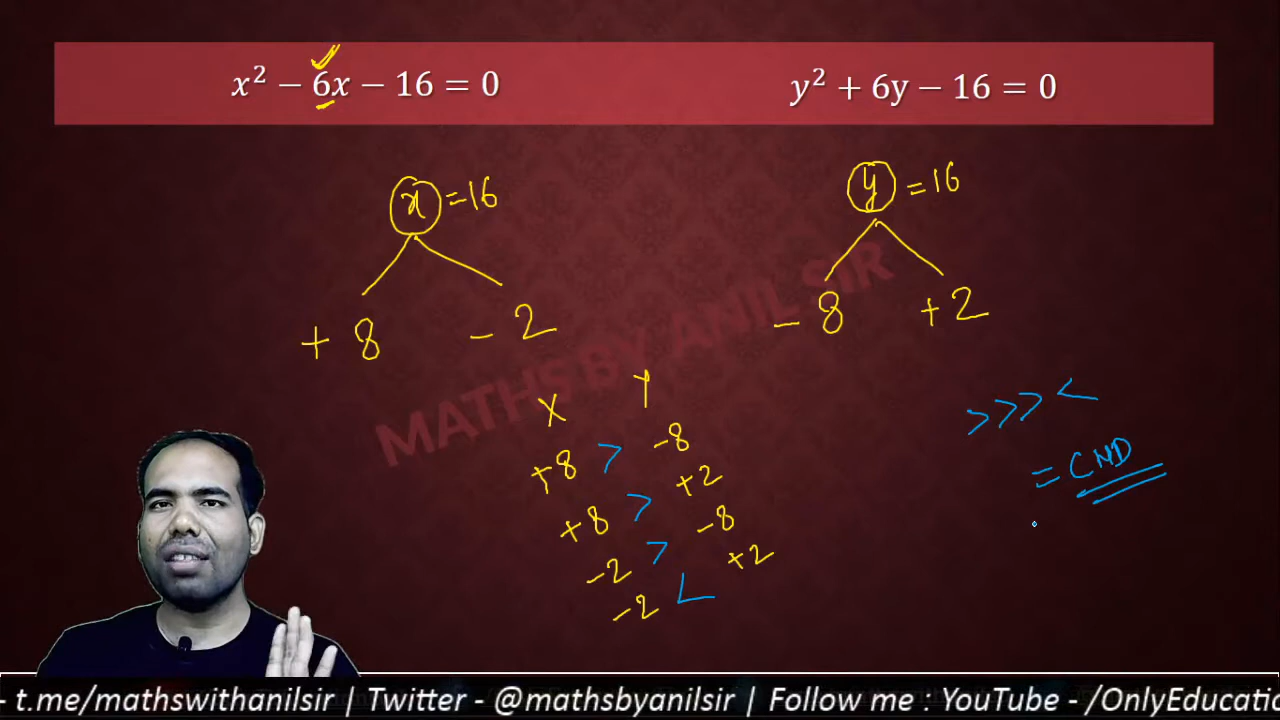 x² − 6x − 16 = 0
y² + 6y − 16 = 0
x = 16
y = 16
+ 8 − 2
− 8 + 2
MATHS BY ANIL SIR
X Y
+8 > −8
+8 > +2
−2 > −8
−2 < +2
> > > <
= CND
- t.me/mathswithanilsir | Twitter - @mathsbyanilsir | Follow me : YouTube - /OnlyEducatio